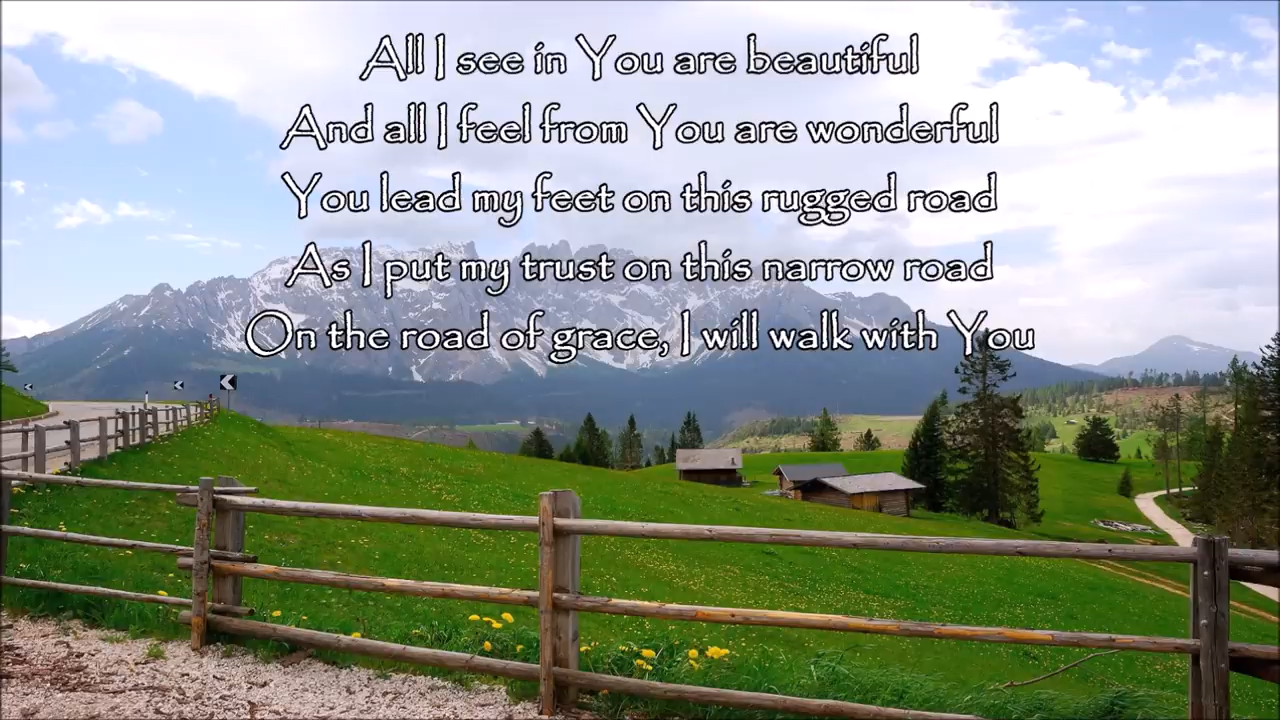 All I see in You are beautiful
And all I feel from You are wonderful
You lead my feet on this rugged road
As I put my trust on this narrow road
On the road of grace, I will walk with You